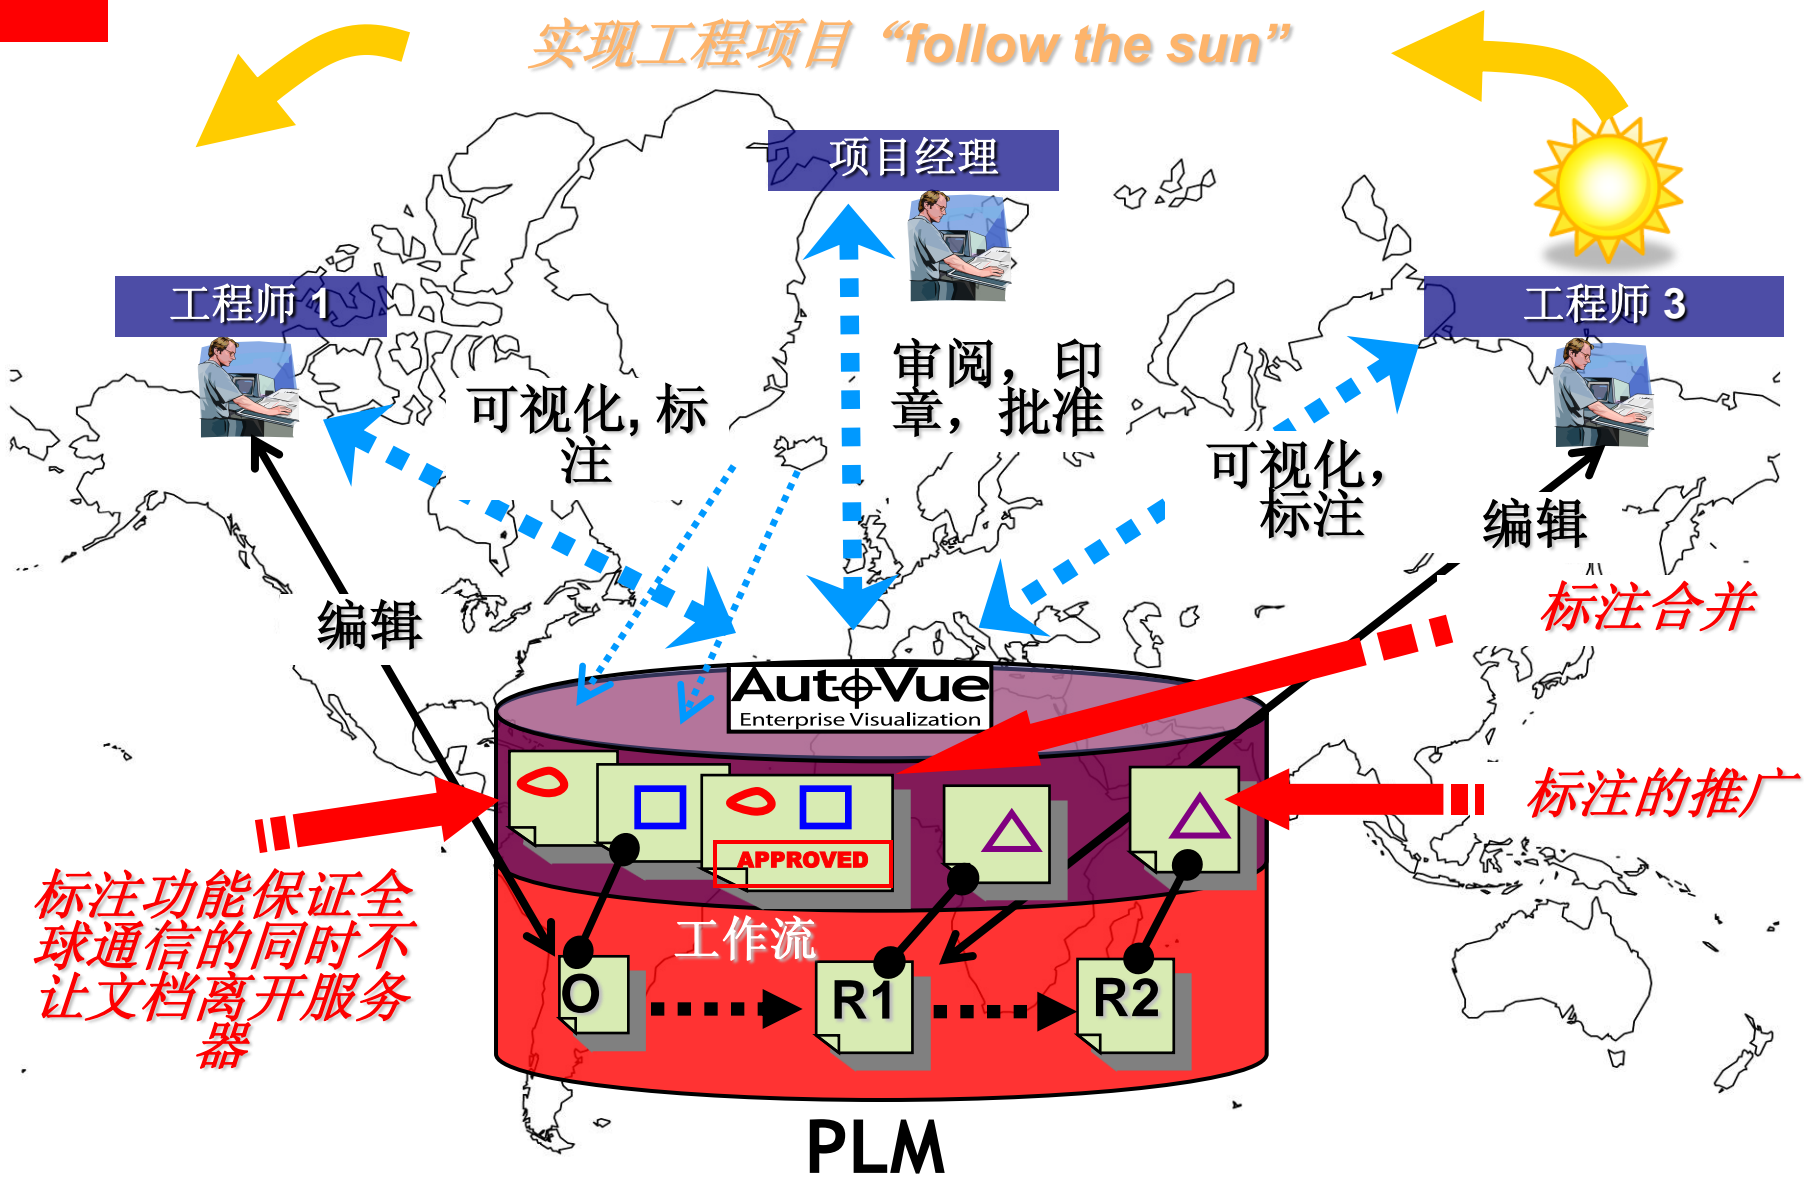 实现工程项目“follow the sun”
项目经理
工程师 1
工程师 3
可视化, 标
注
审阅，印
章，批准
可视化，
标注
编辑
编辑
标注合并
AutoVue
Enterprise Visualization
标注的推广
APPROVED
标注功能保证全
球通信的同时不
让文档离开服务
器
工作流
O
R1
R2
PLM